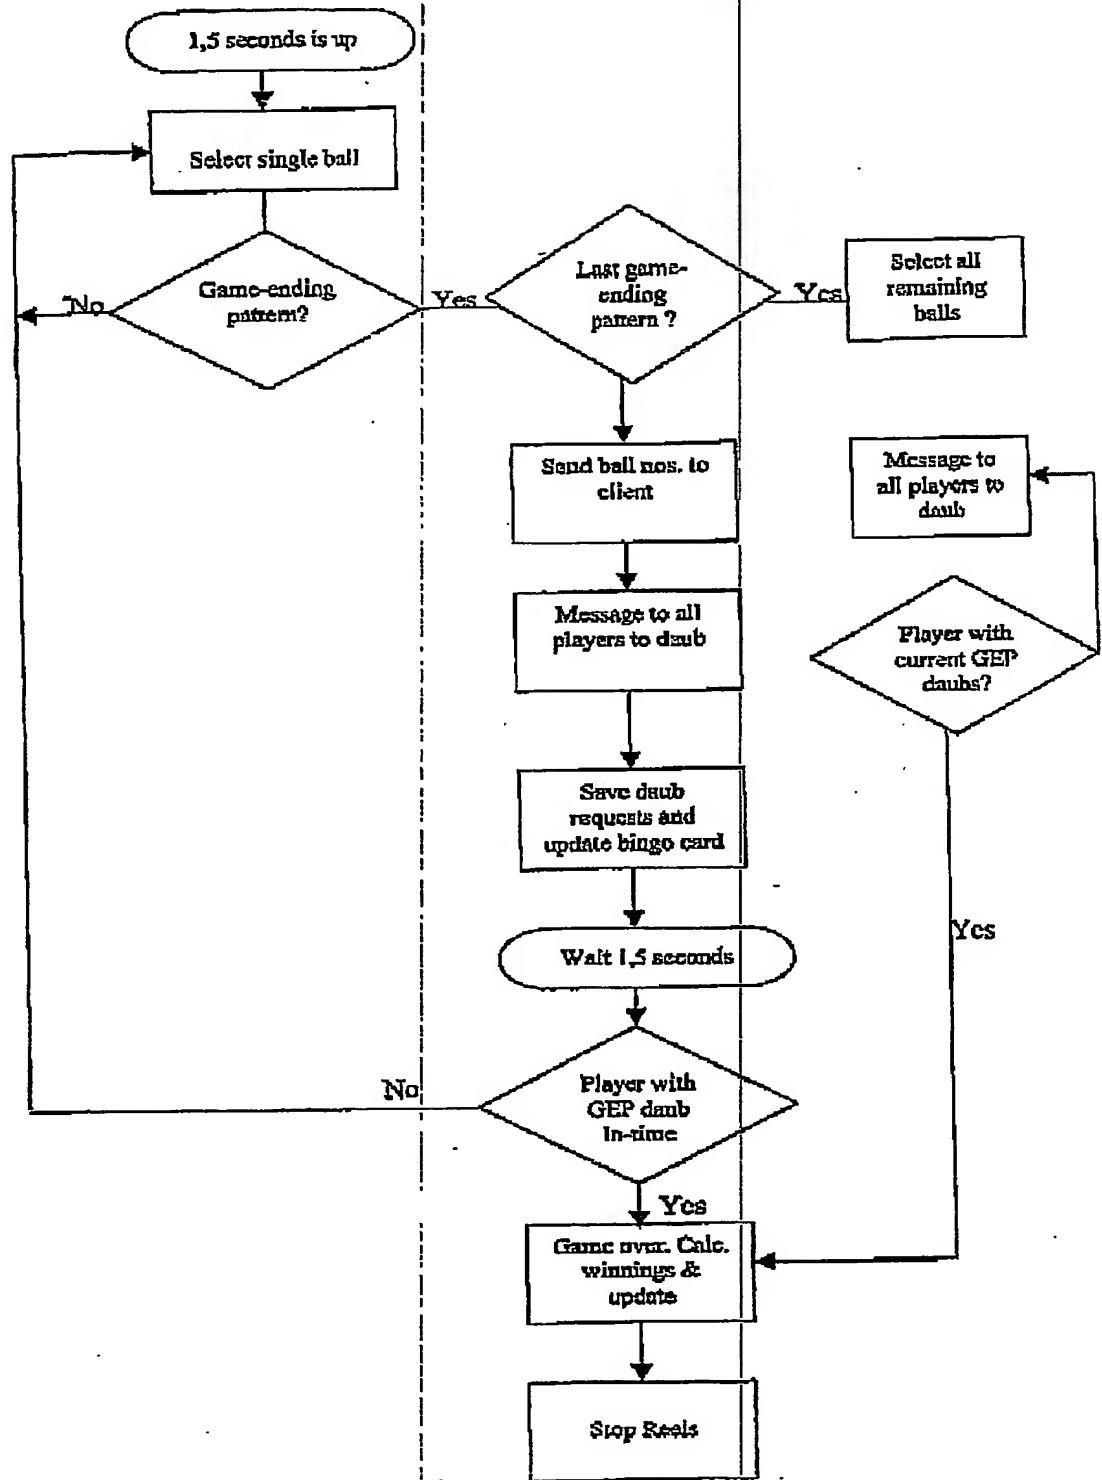 1,5 seconds is up
Select single ball
Game-ending
pattern?
No
Yes
Last game-
ending
pattern ?
Yes
Select all
remaining
balls
Send ball nos. to
client
Message to all
players to daub
Save daub
requests and
update bingo card
Wait 1,5 seconds
Player with
GEP daub
In-time
No
Yes
Game over. Calc.
winnings &
update
Stop Reels
Message to
all players to
daub
Player with
current GEP
daubs?
Yes